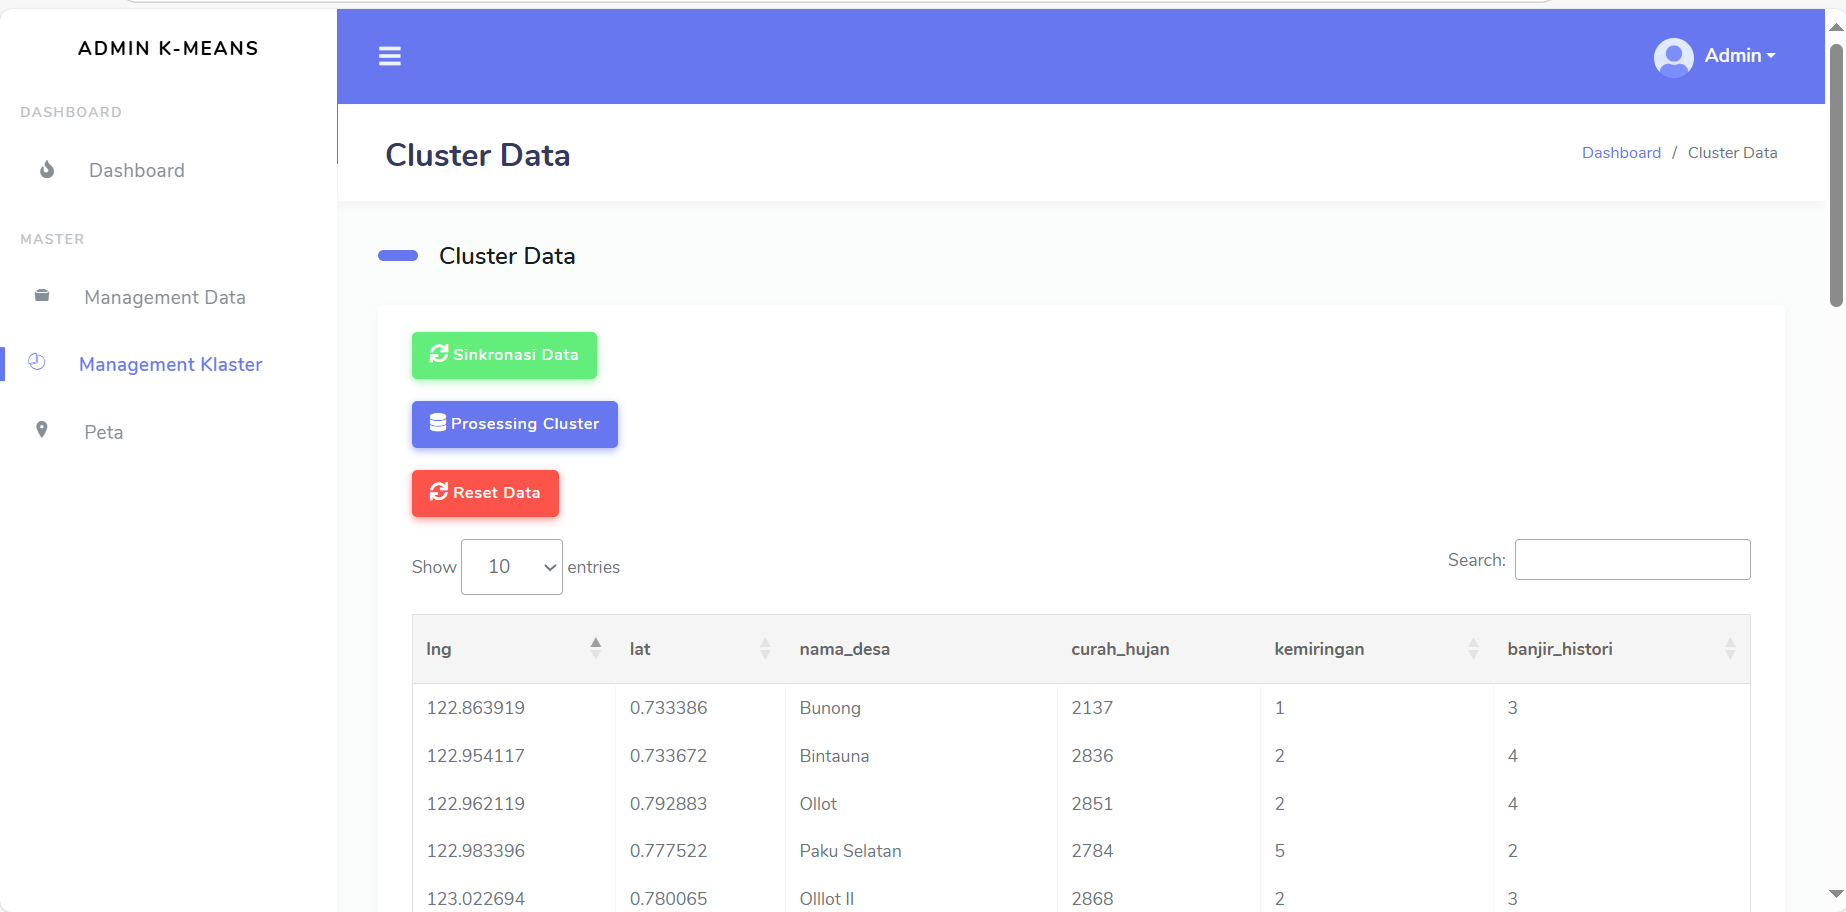 ADMIN K-MEANS
DASHBOARD
Dashboard
MASTER
Management Data
Management Klaster
Peta
Admin
Cluster Data
Dashboard / Cluster Data
Cluster Data
Sinkronasi Data
Prosessing Cluster
Reset Data
Show 10 entries
Search:
lng lat nama_desa curah_hujan kemiringan banjir_histori
122.863919 0.733386 Bunong 2137 1 3
122.954117 0.733672 Bintauna 2836 2 4
122.962119 0.792883 Ollot 2851 2 4
122.983396 0.777522 Paku Selatan 2784 5 2
123.022694 0.780065 Olllot II 2868 2 3